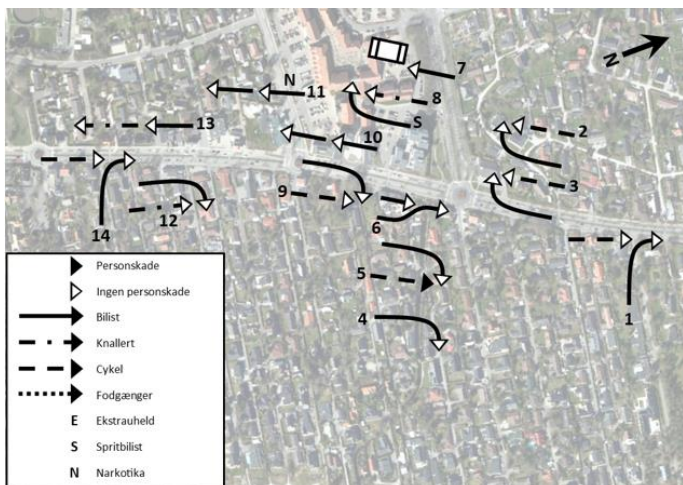 N
7
N
11
8
S
2
13
10
3
9
12
6
14
5
4
1
Personskade
Ingen personskade
Bilist
Knallert
Cykel
Fodgænger
E Ekstrauheld
S Spritbilist
N Narkotika